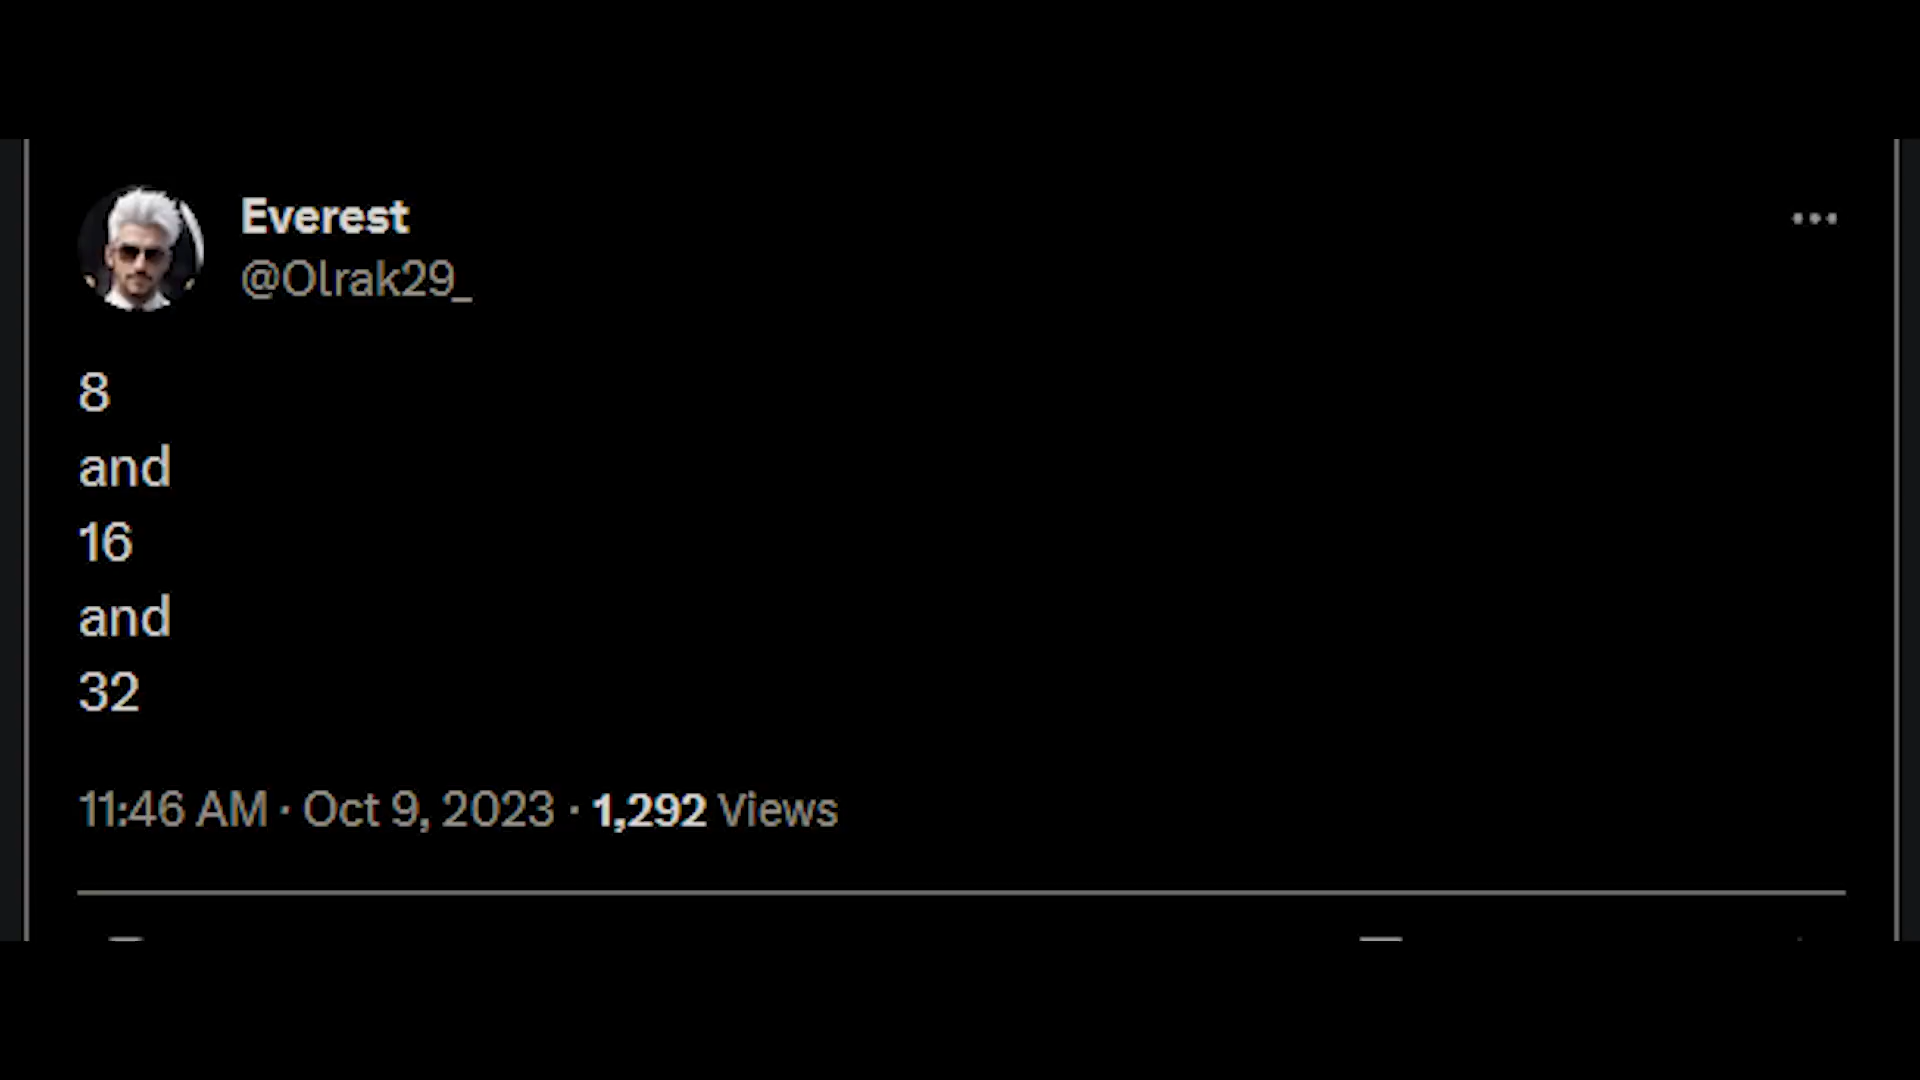 Everest
@Olrak29_
8
and
16
and
32
11:46 AM · Oct 9, 2023 · 1,292 Views